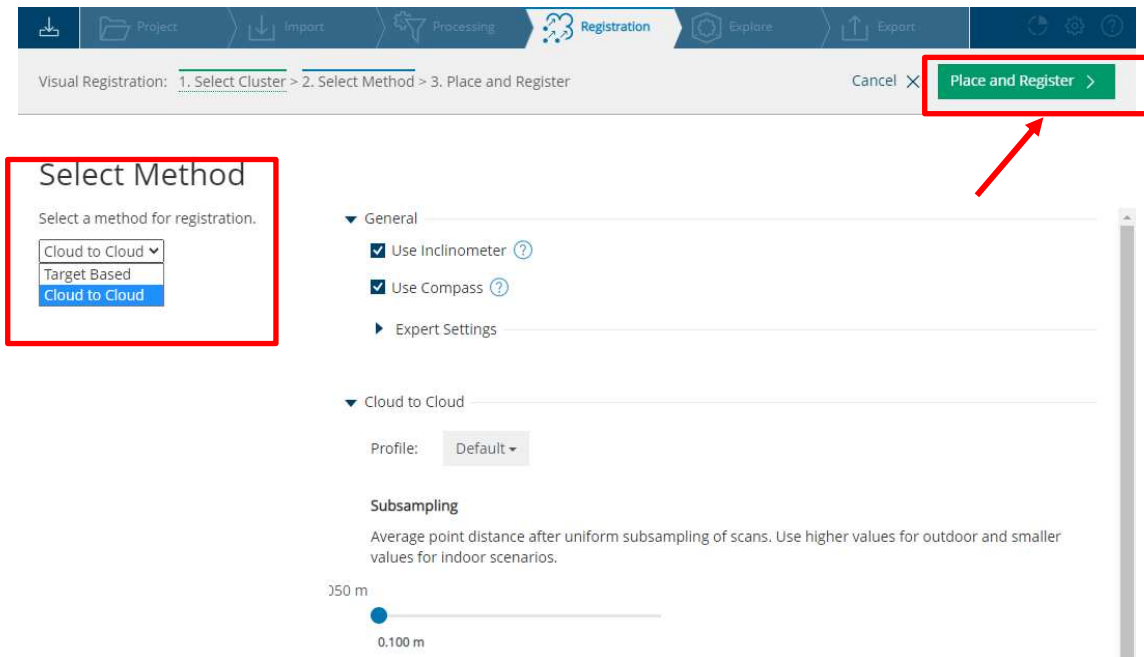 Project Import Processing Registration Explore Export
Visual Registration: 1. Select Cluster > 2. Select Method > 3. Place and Register Cancel Place and Register
Select Method
Select a method for registration.
Cloud to Cloud
Target Based
Cloud to Cloud
General
Use Inclinometer ?
Use Compass ?
Expert Settings
Cloud to Cloud
Profile: Default
Subsampling
Average point distance after uniform subsampling of scans. Use higher values for outdoor and smaller
values for indoor scenarios.
050 m
0.100 m